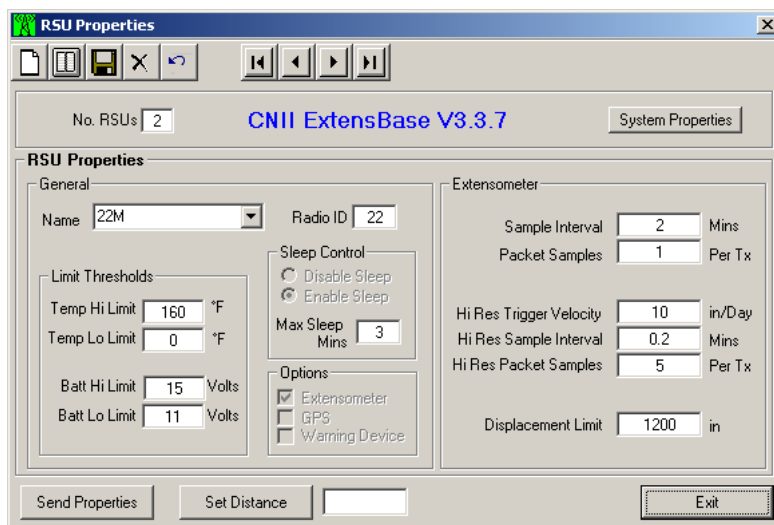 RSU Properties
No. RSUs 2 CNII ExtensBase V3.3.7 System Properties
RSU Properties
General
Name 22M Radio ID 22
Limit Thresholds
Temp Hi Limit 160 °F
Temp Lo Limit 0 °F
Batt Hi Limit 15 Volts
Batt Lo Limit 11 Volts
Sleep Control
Disable Sleep
Enable Sleep
Max Sleep
Mins 3
Options
Extensometer
GPS
Warning Device
Extensometer
Sample Interval 2 Mins
Packet Samples 1 Per Tx
Hi Res Trigger Velocity 10 in/Day
Hi Res Sample Interval 0.2 Mins
Hi Res Packet Samples 5 Per Tx
Displacement Limit 1200 in
Send Properties Set Distance Exit